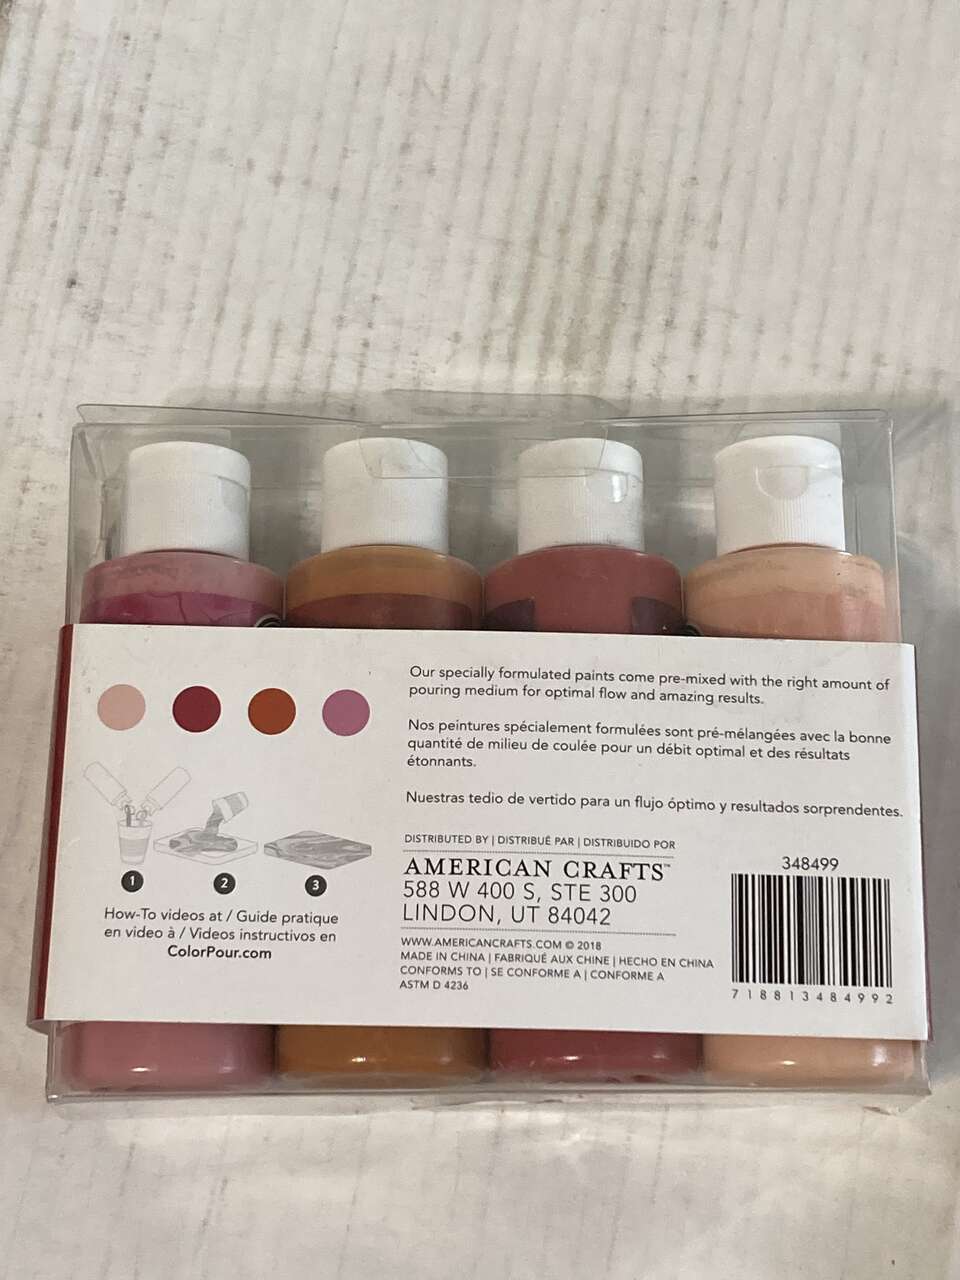 Our specially formulated paints come pre-mixed with the right amount of
pouring medium for optimal flow and amazing results.
Nos peintures spécialement formulées sont pré-mélangées avec la bonne
quantité de milieu de coulée pour un débit optimal et des résultats
étonnants.
Nuestras tedio de vertido para un flujo óptimo y resultados sorprendentes.
1
2
3
How-To videos at / Guide pratique
en video à / Videos instructivos en
ColorPour.com
DISTRIBUTED BY | DISTRIBUÉ PAR | DISTRIBUIDO POR
AMERICAN CRAFTS™
588 W 400 S, STE 300
LINDON, UT 84042
WWW.AMERICANCRAFTS.COM © 2018
MADE IN CHINA | FABRIQUÉ AUX CHINE | HECHO EN CHINA
CONFORMS TO | SE CONFORME A | CONFORME A
ASTM D 4236
348499
718813484992